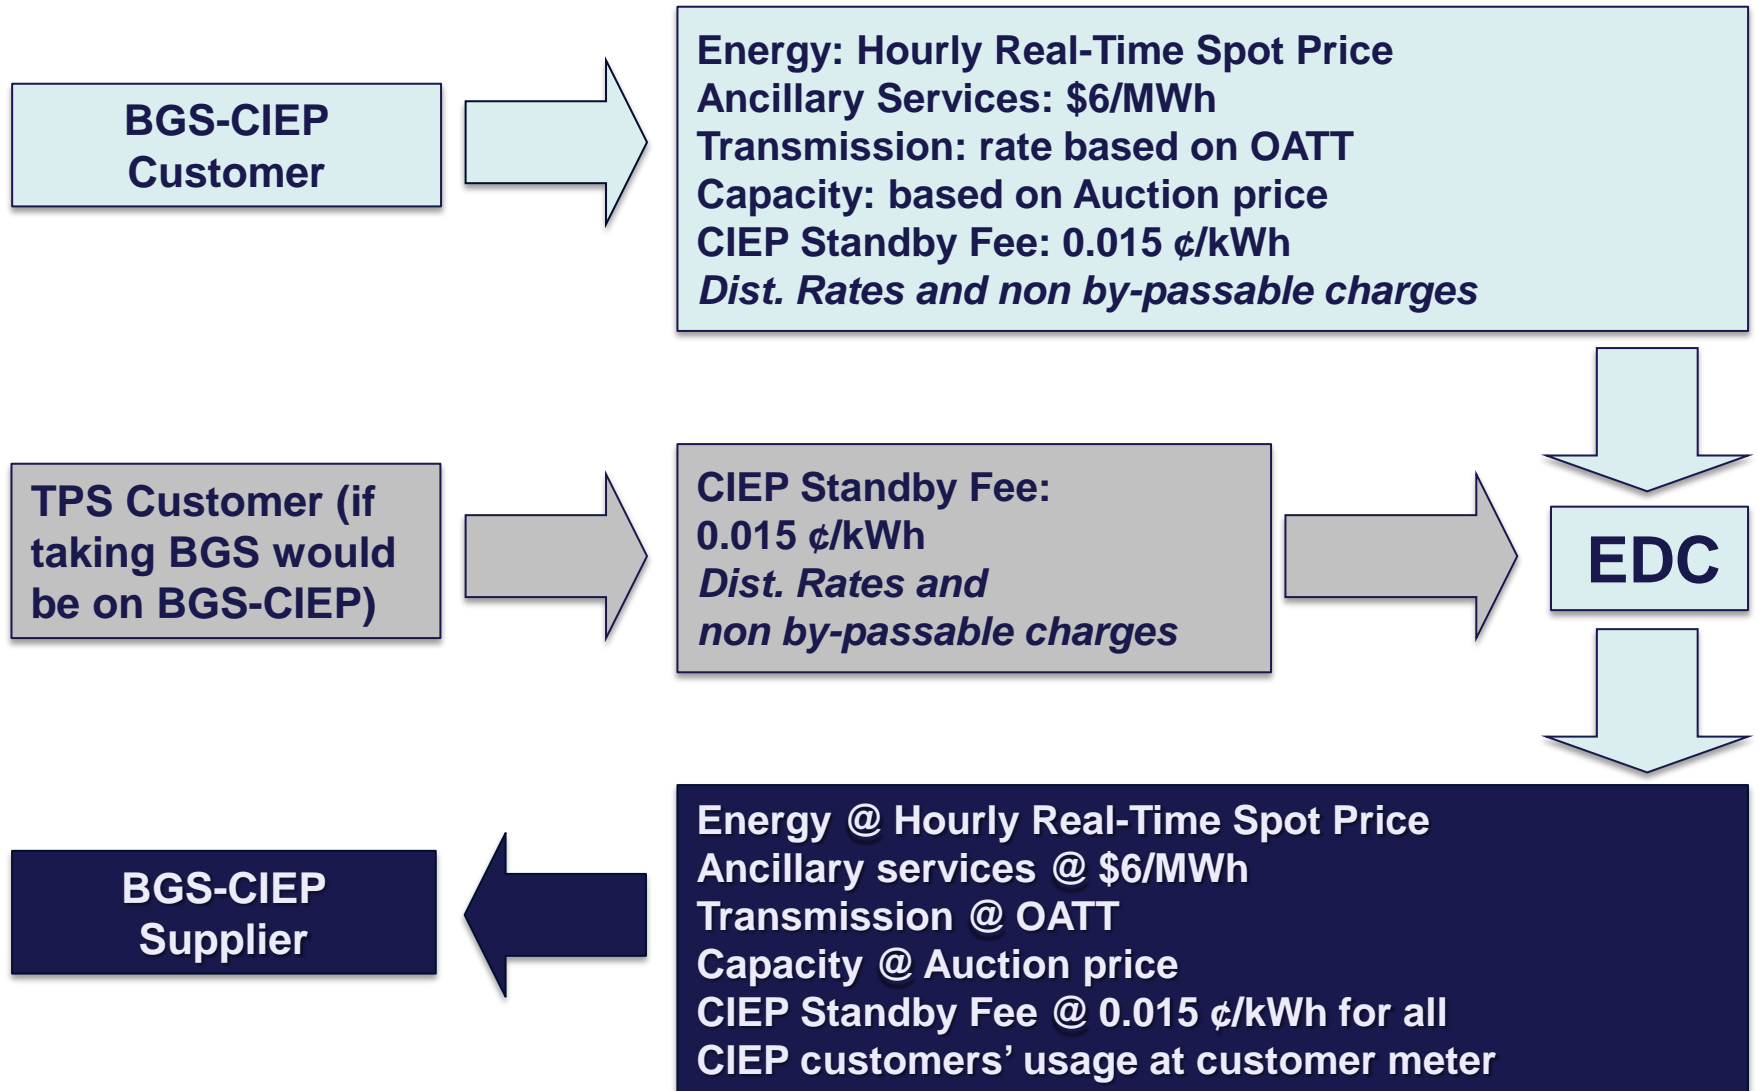 BGS-CIEP
Customer
Energy: Hourly Real-Time Spot Price
Ancillary Services: $6/MWh
Transmission: rate based on OATT
Capacity: based on Auction price
CIEP Standby Fee: 0.015 ¢/kWh
Dist. Rates and non by-passable charges
TPS Customer (if
taking BGS would
be on BGS-CIEP)
CIEP Standby Fee:
0.015 ¢/kWh
Dist. Rates and
non by-passable charges
EDC
BGS-CIEP
Supplier
Energy @ Hourly Real-Time Spot Price
Ancillary services @ $6/MWh
Transmission @ OATT
Capacity @ Auction price
CIEP Standby Fee @ 0.015 ¢/kWh for all
CIEP customers’ usage at customer meter